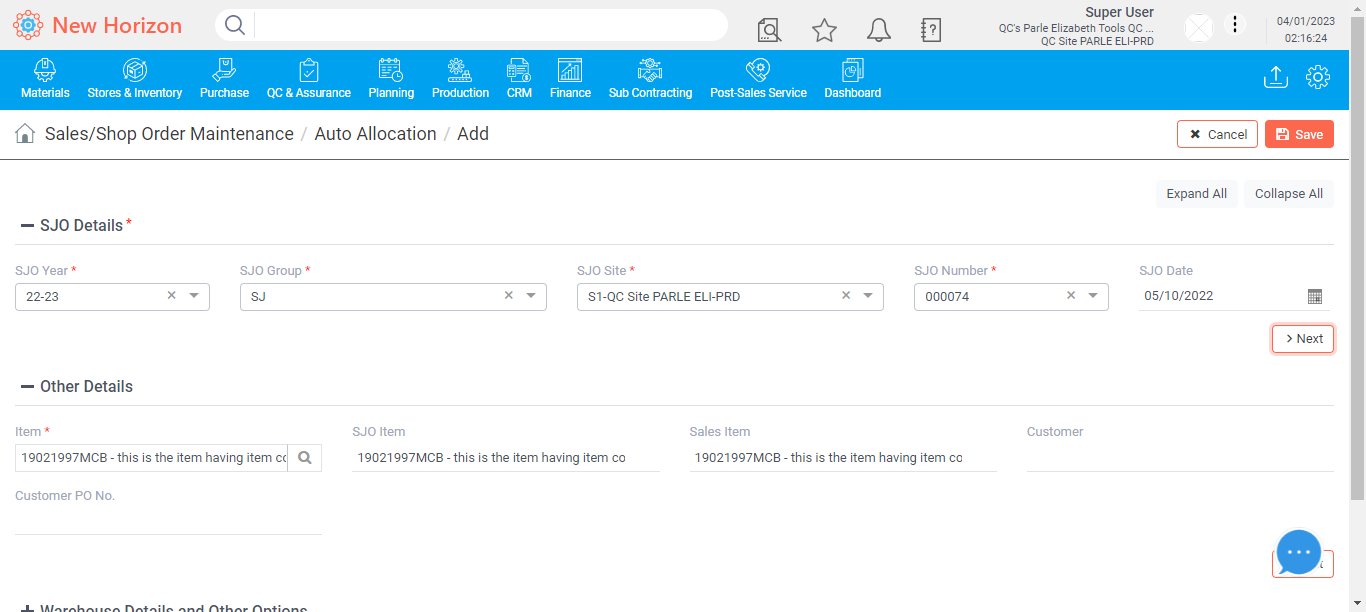 New Horizon
Super User
QC's Parle Elizabeth Tools QC ...
QC Site PARLE ELI-PRD
04/01/2023
02:16:24
Materials Stores & Inventory Purchase QC & Assurance Planning Production CRM Finance Sub Contracting Post-Sales Service Dashboard
Sales/Shop Order Maintenance / Auto Allocation / Add
Cancel Save
Expand All Collapse All
SJO Details *
SJO Year * SJO Group * SJO Site * SJO Number * SJO Date
22-23 SJ S1-QC Site PARLE ELI-PRD 000074 05/10/2022
Next
Other Details
Item * SJO Item Sales Item Customer
19021997MCB - this is the item having item cc 19021997MCB - this is the item having item co 19021997MCB - this is the item having item co
Customer PO No.
Warehouse Details and Other Options